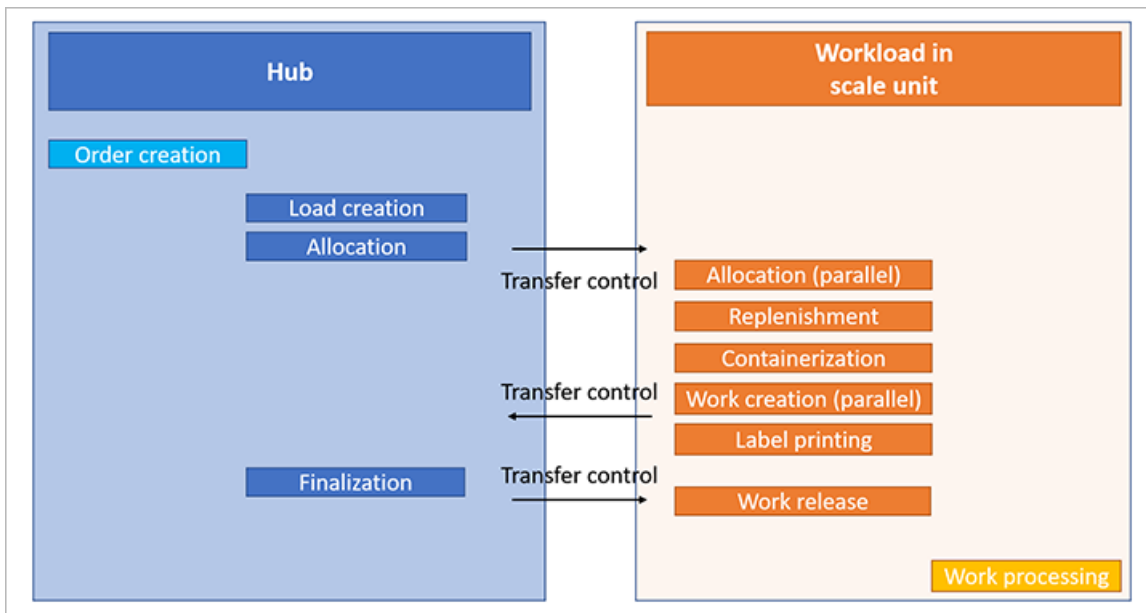 Hub
Workload in
scale unit
Order creation
Load creation
Allocation
Transfer control
Allocation (parallel)
Replenishment
Containerization
Transfer control
Work creation (parallel)
Label printing
Finalization
Transfer control
Work release
Work processing